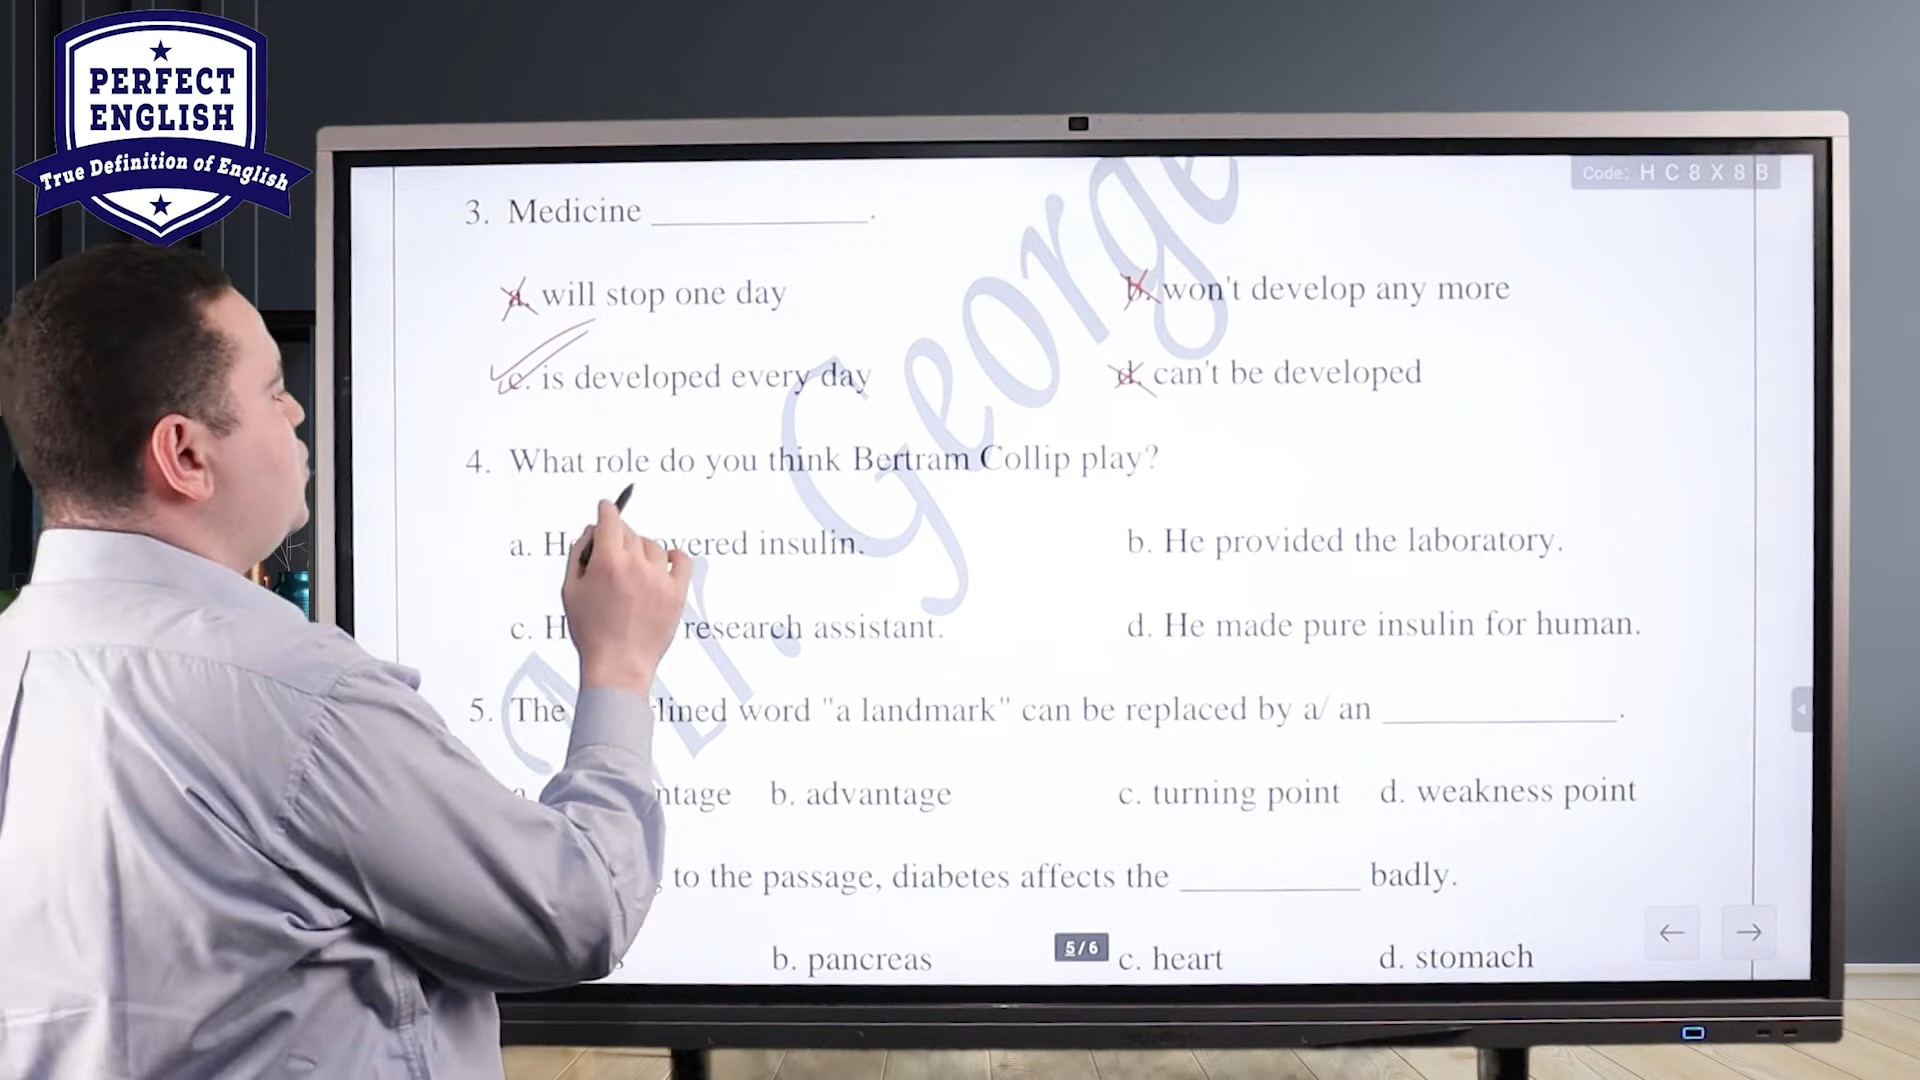 PERFECT
ENGLISH
True Definition of English
Code: HC8X8B
3. Medicine ____________.
a. will stop one day b. won't develop any more
c. is developed every day d. can't be developed
4. What role do you think Bertram Collip play?
a. overed insulin. b. He provided the laboratory.
c. research assistant. d. He made pure insulin for human.
5. The lined word "a landmark" can be replaced by a/ an ____________.
ntage b. advantage c. turning point d. weakness point
to the passage, diabetes affects the ____________ badly.
b. pancreas c. heart d. stomach
5/6
Mr. George